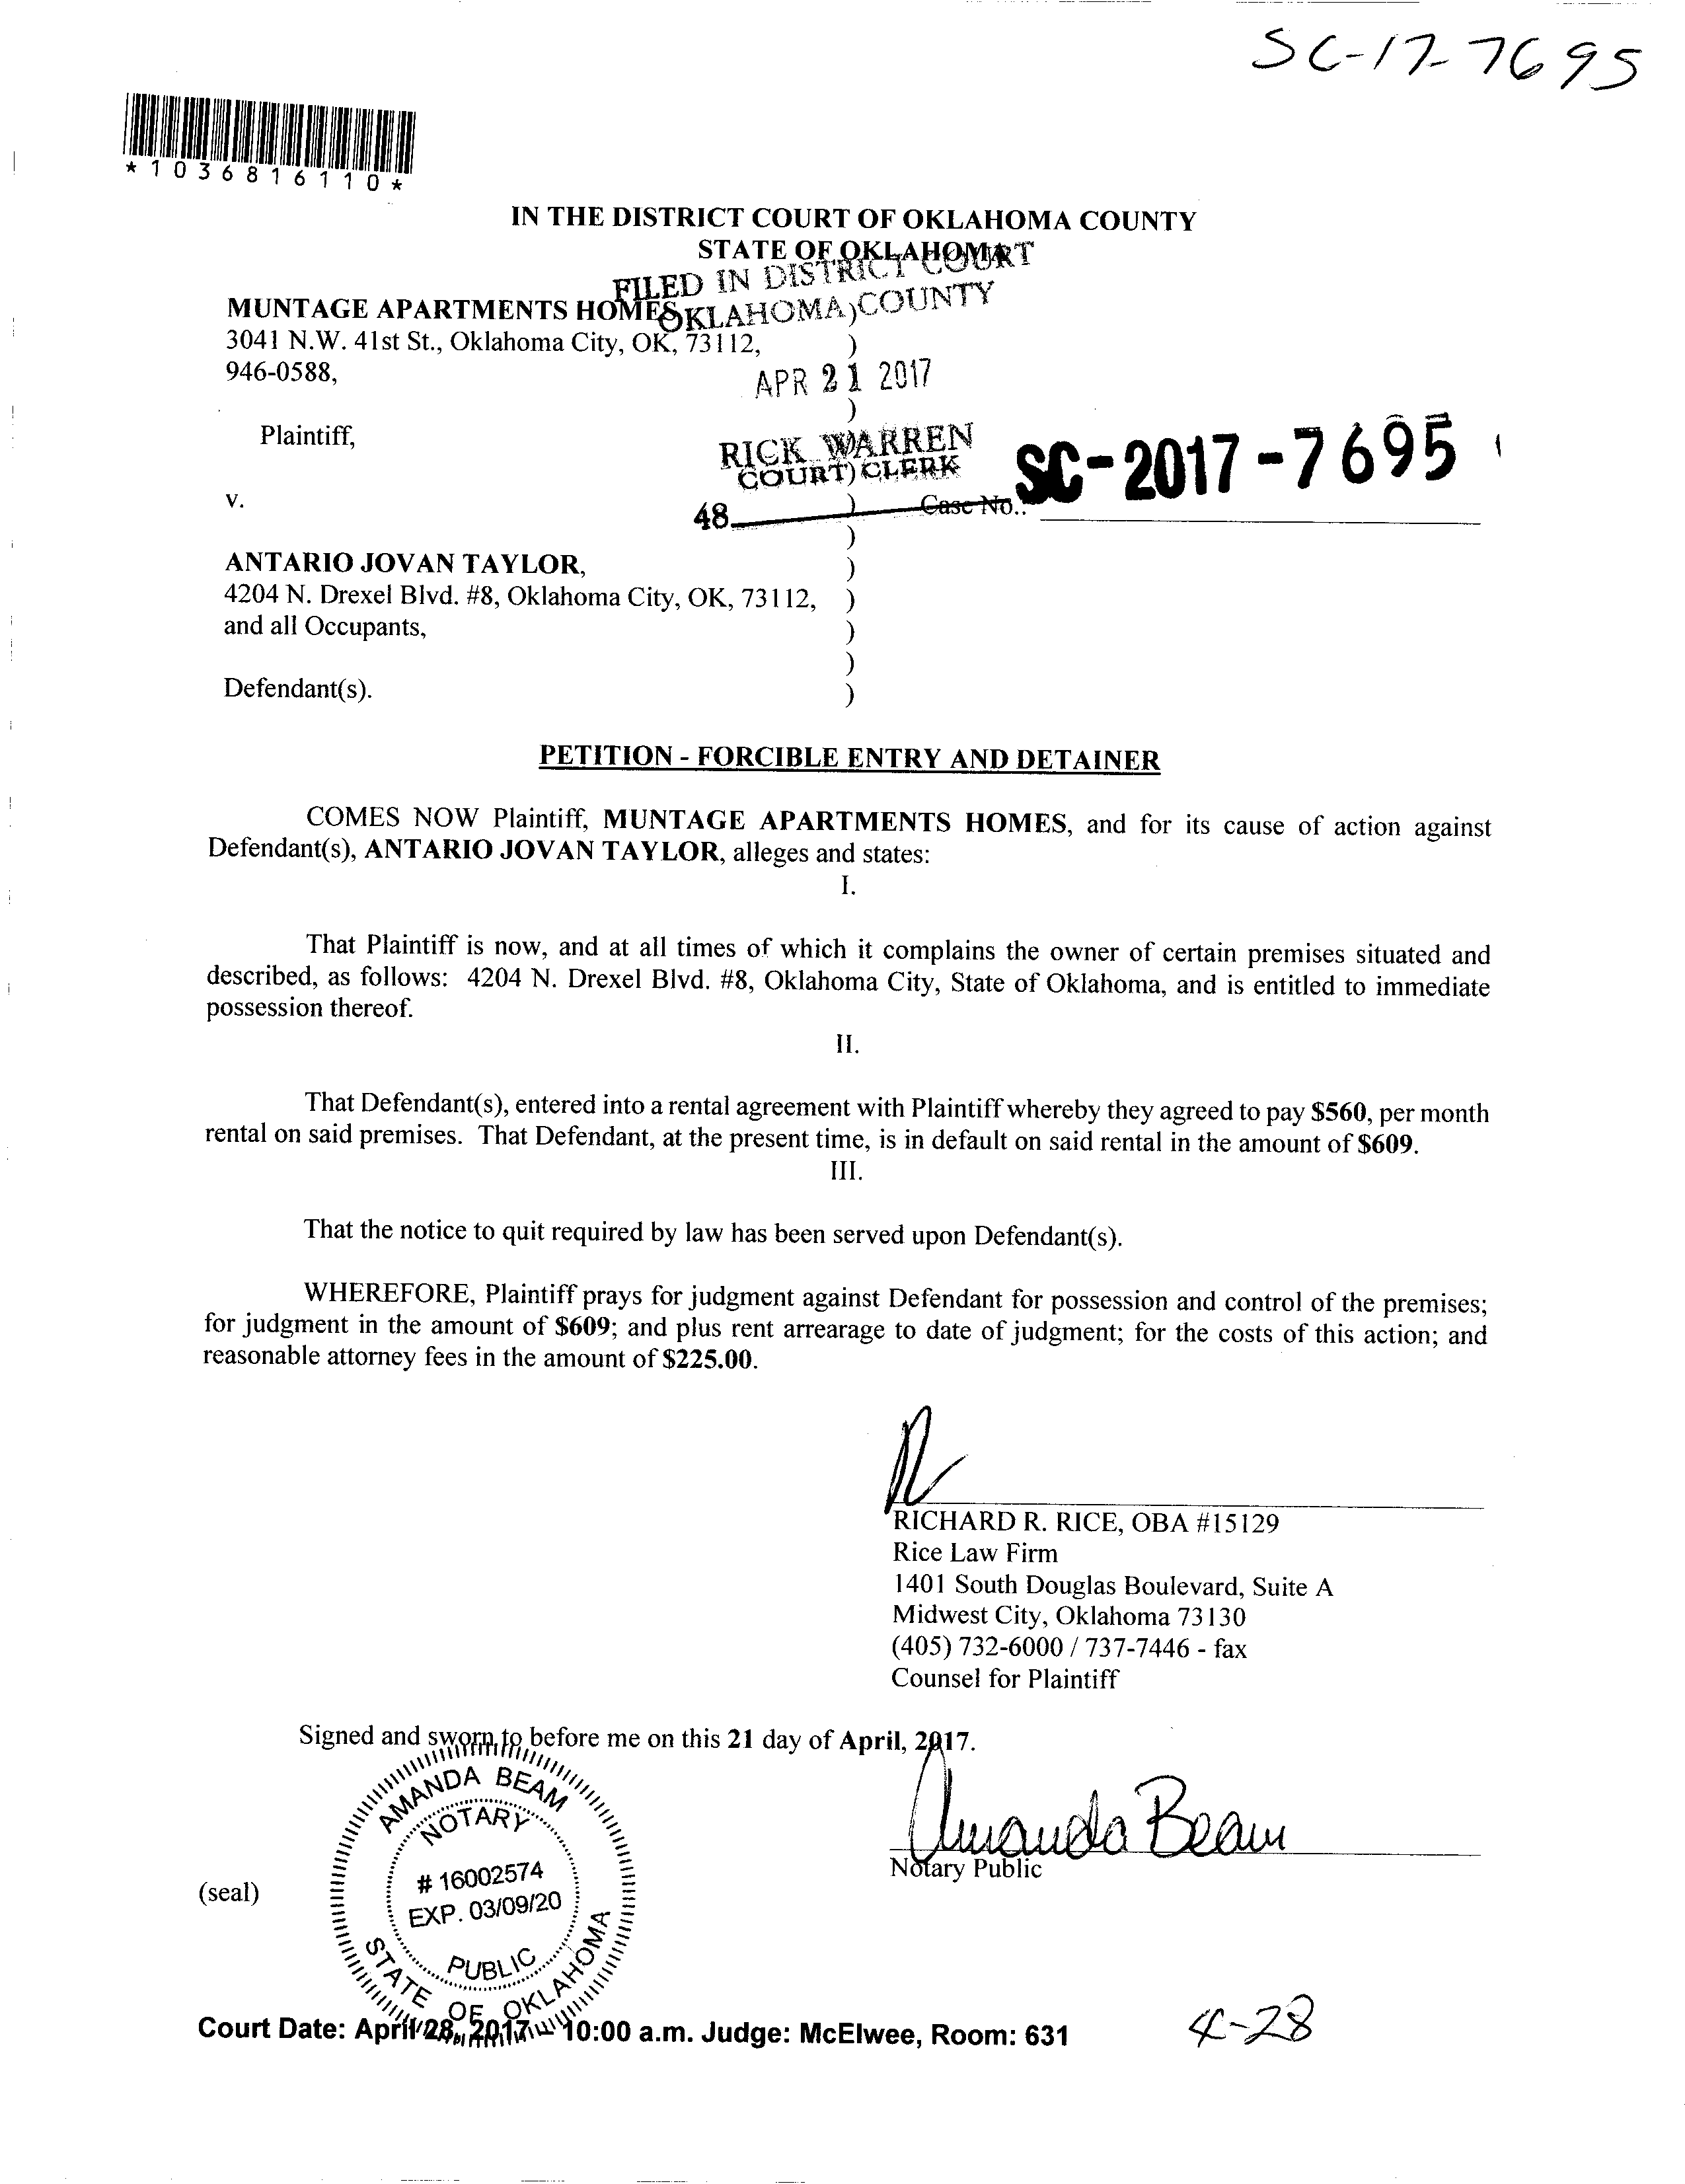 SC-17-7695
*1036816110*
IN THE DISTRICT COURT OF OKLAHOMA COUNTY
STATE OF OKLAHOMA
FILED IN DISTRICT COURT
OKLAHOMA COUNTY
MUNTAGE APARTMENTS HOMES )
3041 N.W. 41st St., Oklahoma City, OK, 73112, )
946-0588,
APR 21 2017
)
Plaintiff,
RICK WARREN
COURT CLERK
)
SC-2017-7695
v.
48 ) Case No.:
)
ANTARIO JOVAN TAYLOR, )
4204 N. Drexel Blvd. #8, Oklahoma City, OK, 73112, )
and all Occupants, )
)
Defendant(s). )
PETITION - FORCIBLE ENTRY AND DETAINER
COMES NOW Plaintiff, MUNTAGE APARTMENTS HOMES, and for its cause of action against
Defendant(s), ANTARIO JOVAN TAYLOR, alleges and states:
I.
That Plaintiff is now, and at all times of which it complains the owner of certain premises situated and
described, as follows: 4204 N. Drexel Blvd. #8, Oklahoma City, State of Oklahoma, and is entitled to immediate
possession thereof.
II.
That Defendant(s), entered into a rental agreement with Plaintiff whereby they agreed to pay $560, per month
rental on said premises. That Defendant, at the present time, is in default on said rental in the amount of $609.
III.
That the notice to quit required by law has been served upon Defendant(s).
WHEREFORE, Plaintiff prays for judgment against Defendant for possession and control of the premises;
for judgment in the amount of $609; and plus rent arrearage to date of judgment; for the costs of this action; and
reasonable attorney fees in the amount of $225.00.
RICHARD R. RICE, OBA #15129
Rice Law Firm
1401 South Douglas Boulevard, Suite A
Midwest City, Oklahoma 73130
(405) 732-6000 / 737-7446 - fax
Counsel for Plaintiff
Signed and sworn to before me on this 21 day of April, 2017.
AMANDA BEAM
NOTARY
# 16002574
EXP. 03/09/20
PUBLIC
STATE OF OKLAHOMA
Amanda Beam
Notary Public
(seal)
Court Date: April 28, 2017 - 10:00 a.m. Judge: McElwee, Room: 631
4-28